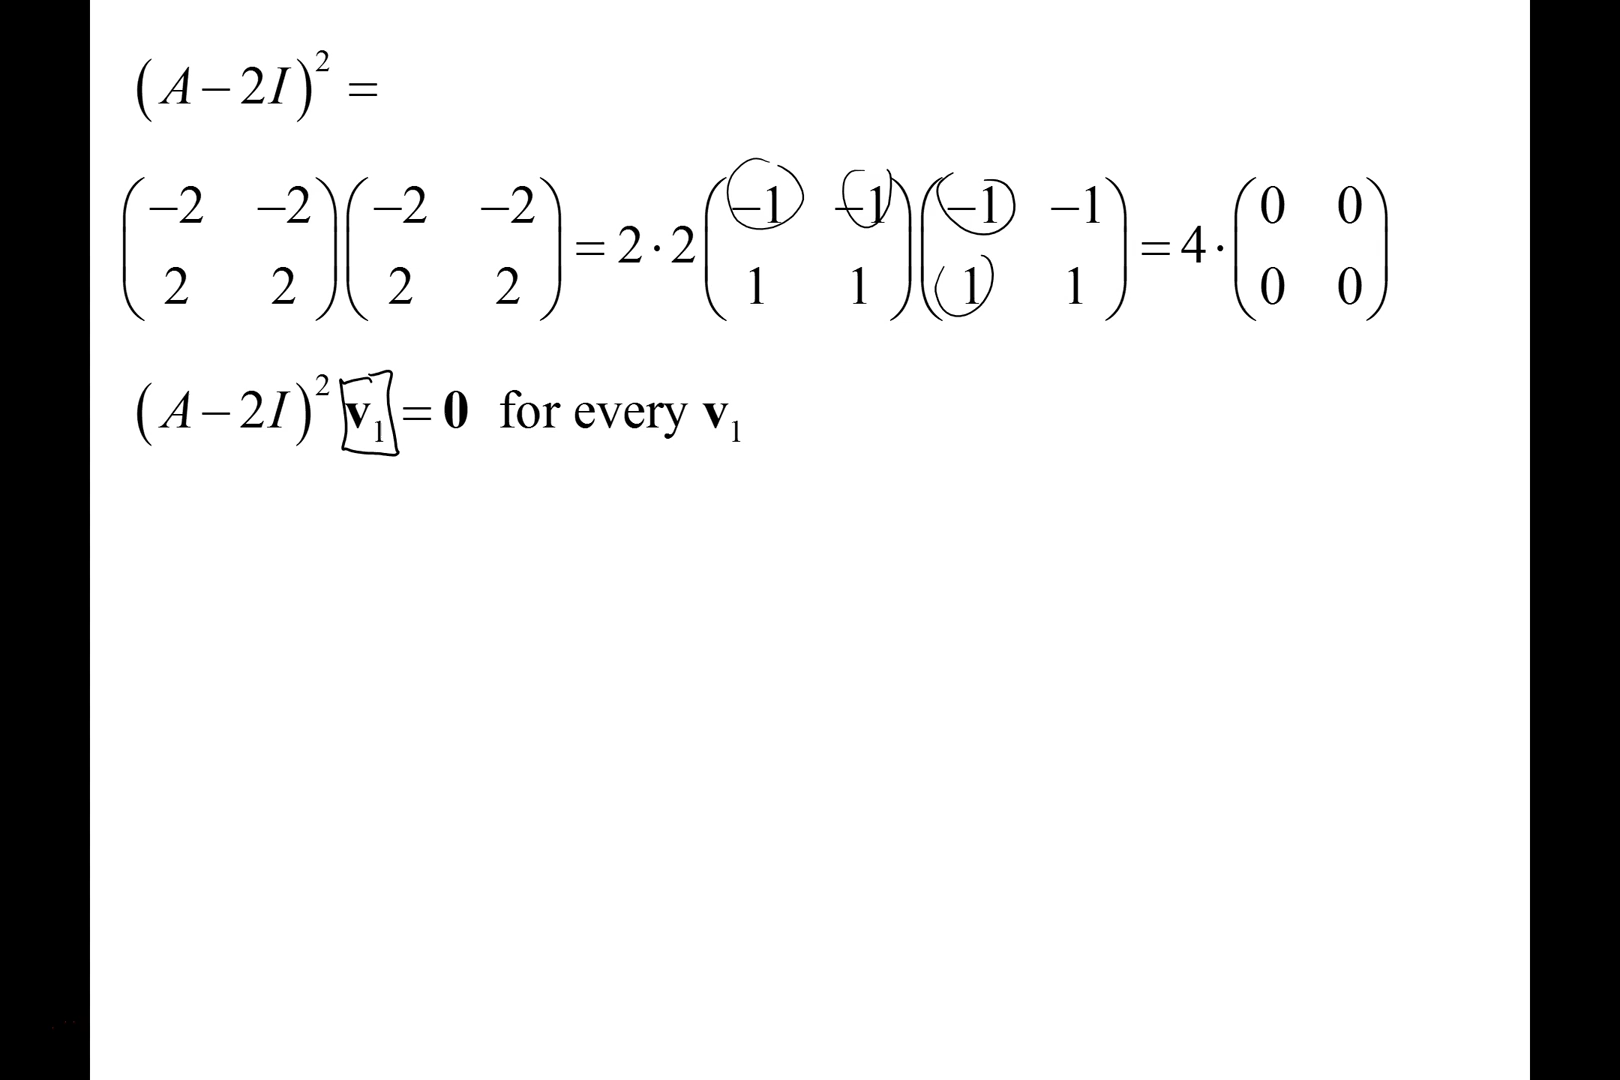 (A − 2I)² =
(−2 −2; 2 2)(−2 −2; 2 2) = 2·2(−1 −1; 1 1)(−1 −1; 1 1) = 4·(0 0; 0 0)
(A − 2I)² v₁ = 0 for every v₁